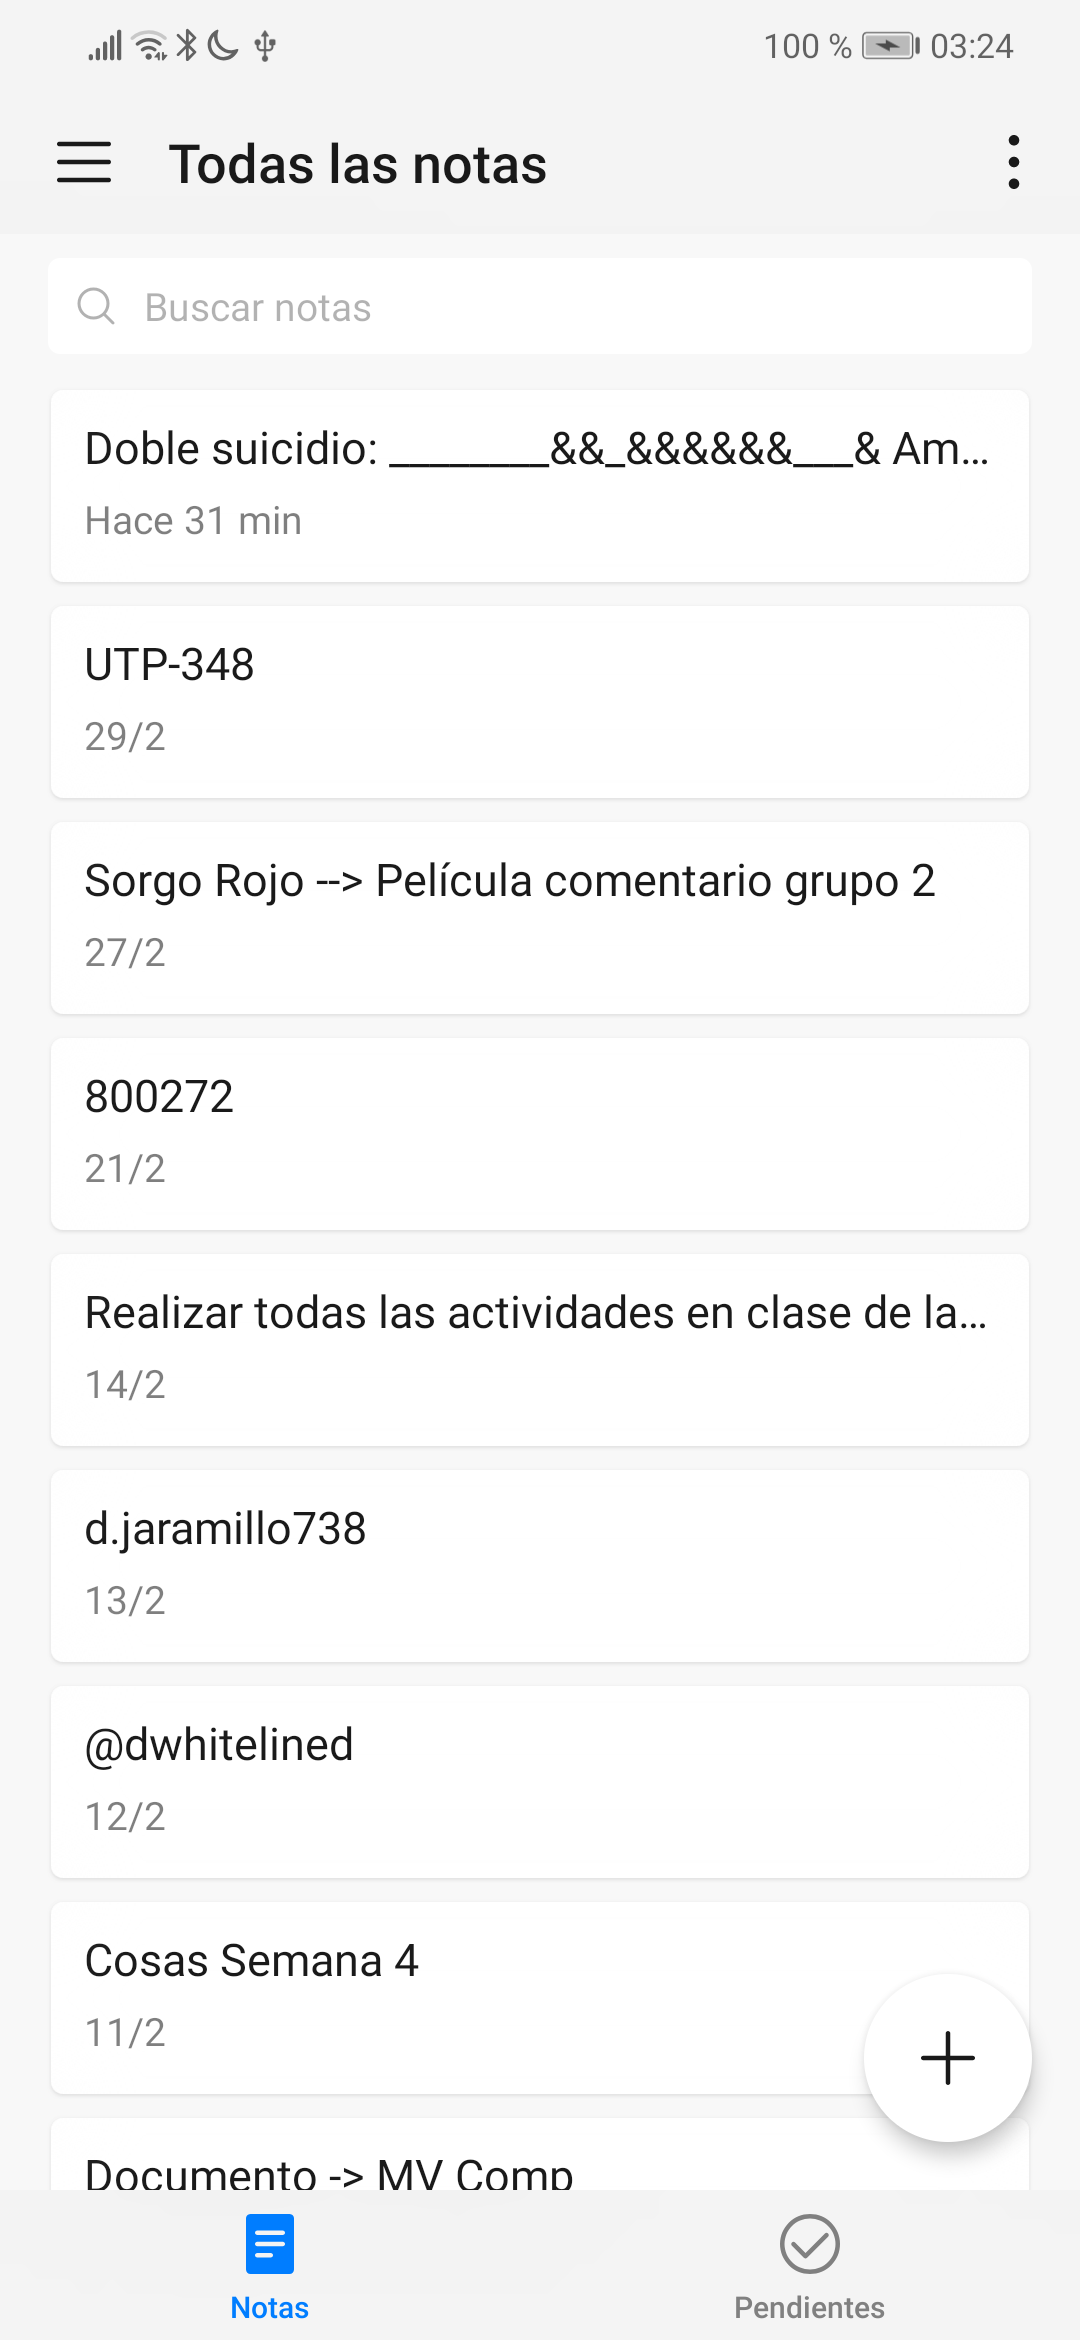 100 % 03:24
Todas las notas
Buscar notas
Doble suicidio: ________&&_&&&&&&___& Am...
Hace 31 min
UTP-348
29/2
Sorgo Rojo --> Película comentario grupo 2
27/2
800272
21/2
Realizar todas las actividades en clase de la...
14/2
d.jaramillo738
13/2
@dwhitelined
12/2
Cosas Semana 4
11/2
Documento -> MV Comp
Notas
Pendientes